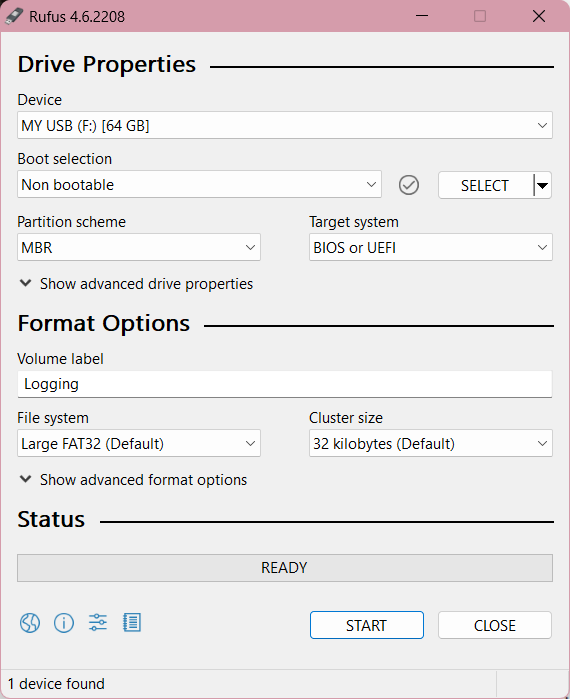 Rufus 4.6.2208
Drive Properties
Device
MY USB (F:) [64 GB]
Boot selection
Non bootable
SELECT
Partition scheme
Target system
MBR
BIOS or UEFI
Show advanced drive properties
Format Options
Volume label
Logging
File system
Cluster size
Large FAT32 (Default)
32 kilobytes (Default)
Show advanced format options
Status
READY
START
CLOSE
1 device found